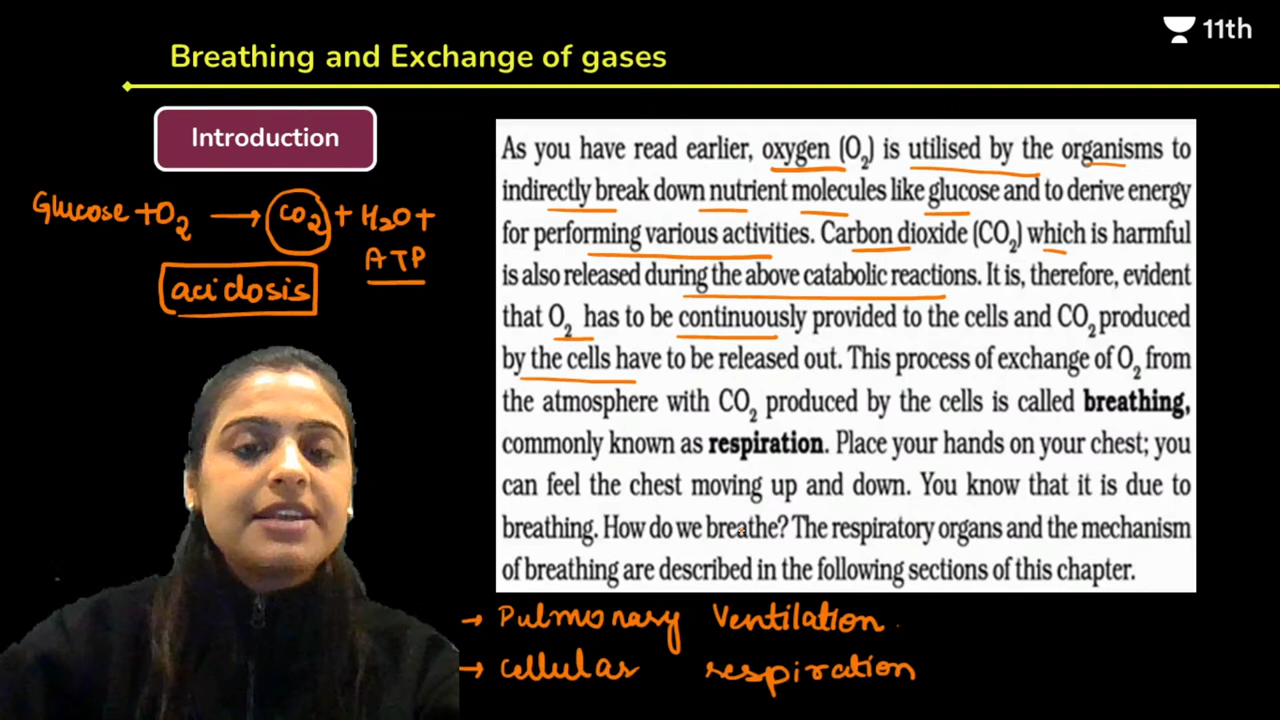 11th
Breathing and Exchange of gases
Introduction
Glucose + O₂ → CO₂ + H₂O +
ATP
acidosis
As you have read earlier, oxygen (O₂) is utilised by the organisms to
indirectly break down nutrient molecules like glucose and to derive energy
for performing various activities. Carbon dioxide (CO₂) which is harmful
is also released during the above catabolic reactions. It is, therefore, evident
that O₂ has to be continuously provided to the cells and CO₂ produced
by the cells have to be released out. This process of exchange of O₂ from
the atmosphere with CO₂ produced by the cells is called breathing,
commonly known as respiration. Place your hands on your chest; you
can feel the chest moving up and down. You know that it is due to
breathing. How do we breathe? The respiratory organs and the mechanism
of breathing are described in the following sections of this chapter.
→ Pulmonary Ventilation
→ Cellular respiration